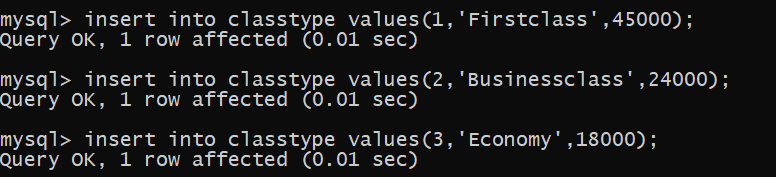 mysql> insert into classtype values(1,'Firstclass',45000);
Query OK, 1 row affected (0.01 sec)
mysql> insert into classtype values(2,'Businessclass',24000);
Query OK, 1 row affected (0.01 sec)
mysql> insert into classtype values(3,'Economy',18000);
Query OK, 1 row affected (0.01 sec)